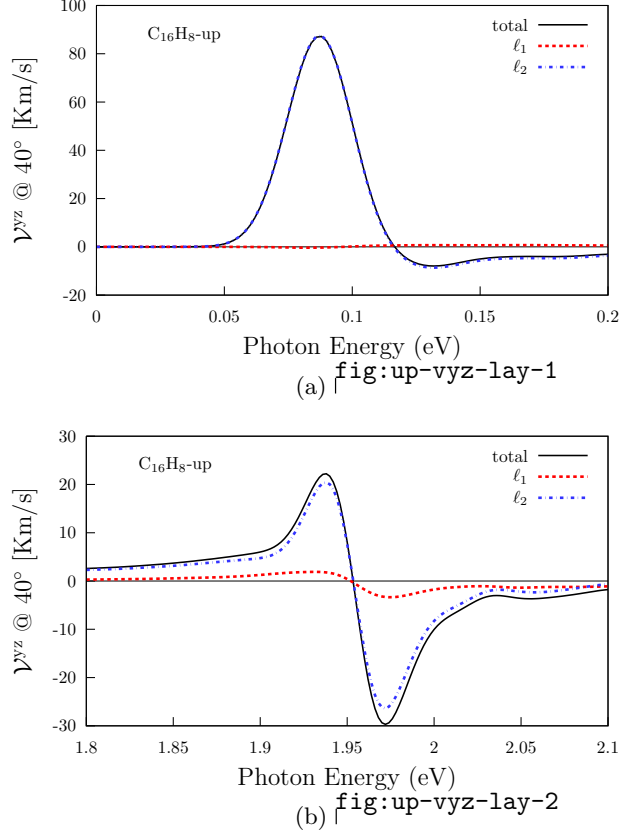 C₁₆H₈-up
total
ℓ₁
ℓ₂
100
80
60
40
20
0
-20
𝒱ʸᶻ @ 40° [Km/s]
0
0.05
0.1
0.15
0.2
Photon Energy (eV)
(a) fig:up-vyz-lay-1
C₁₆H₈-up
total
ℓ₁
ℓ₂
30
20
10
0
-10
-20
-30
𝒱ʸᶻ @ 40° [Km/s]
1.8
1.85
1.9
1.95
2
2.05
2.1
Photon Energy (eV)
(b) fig:up-vyz-lay-2